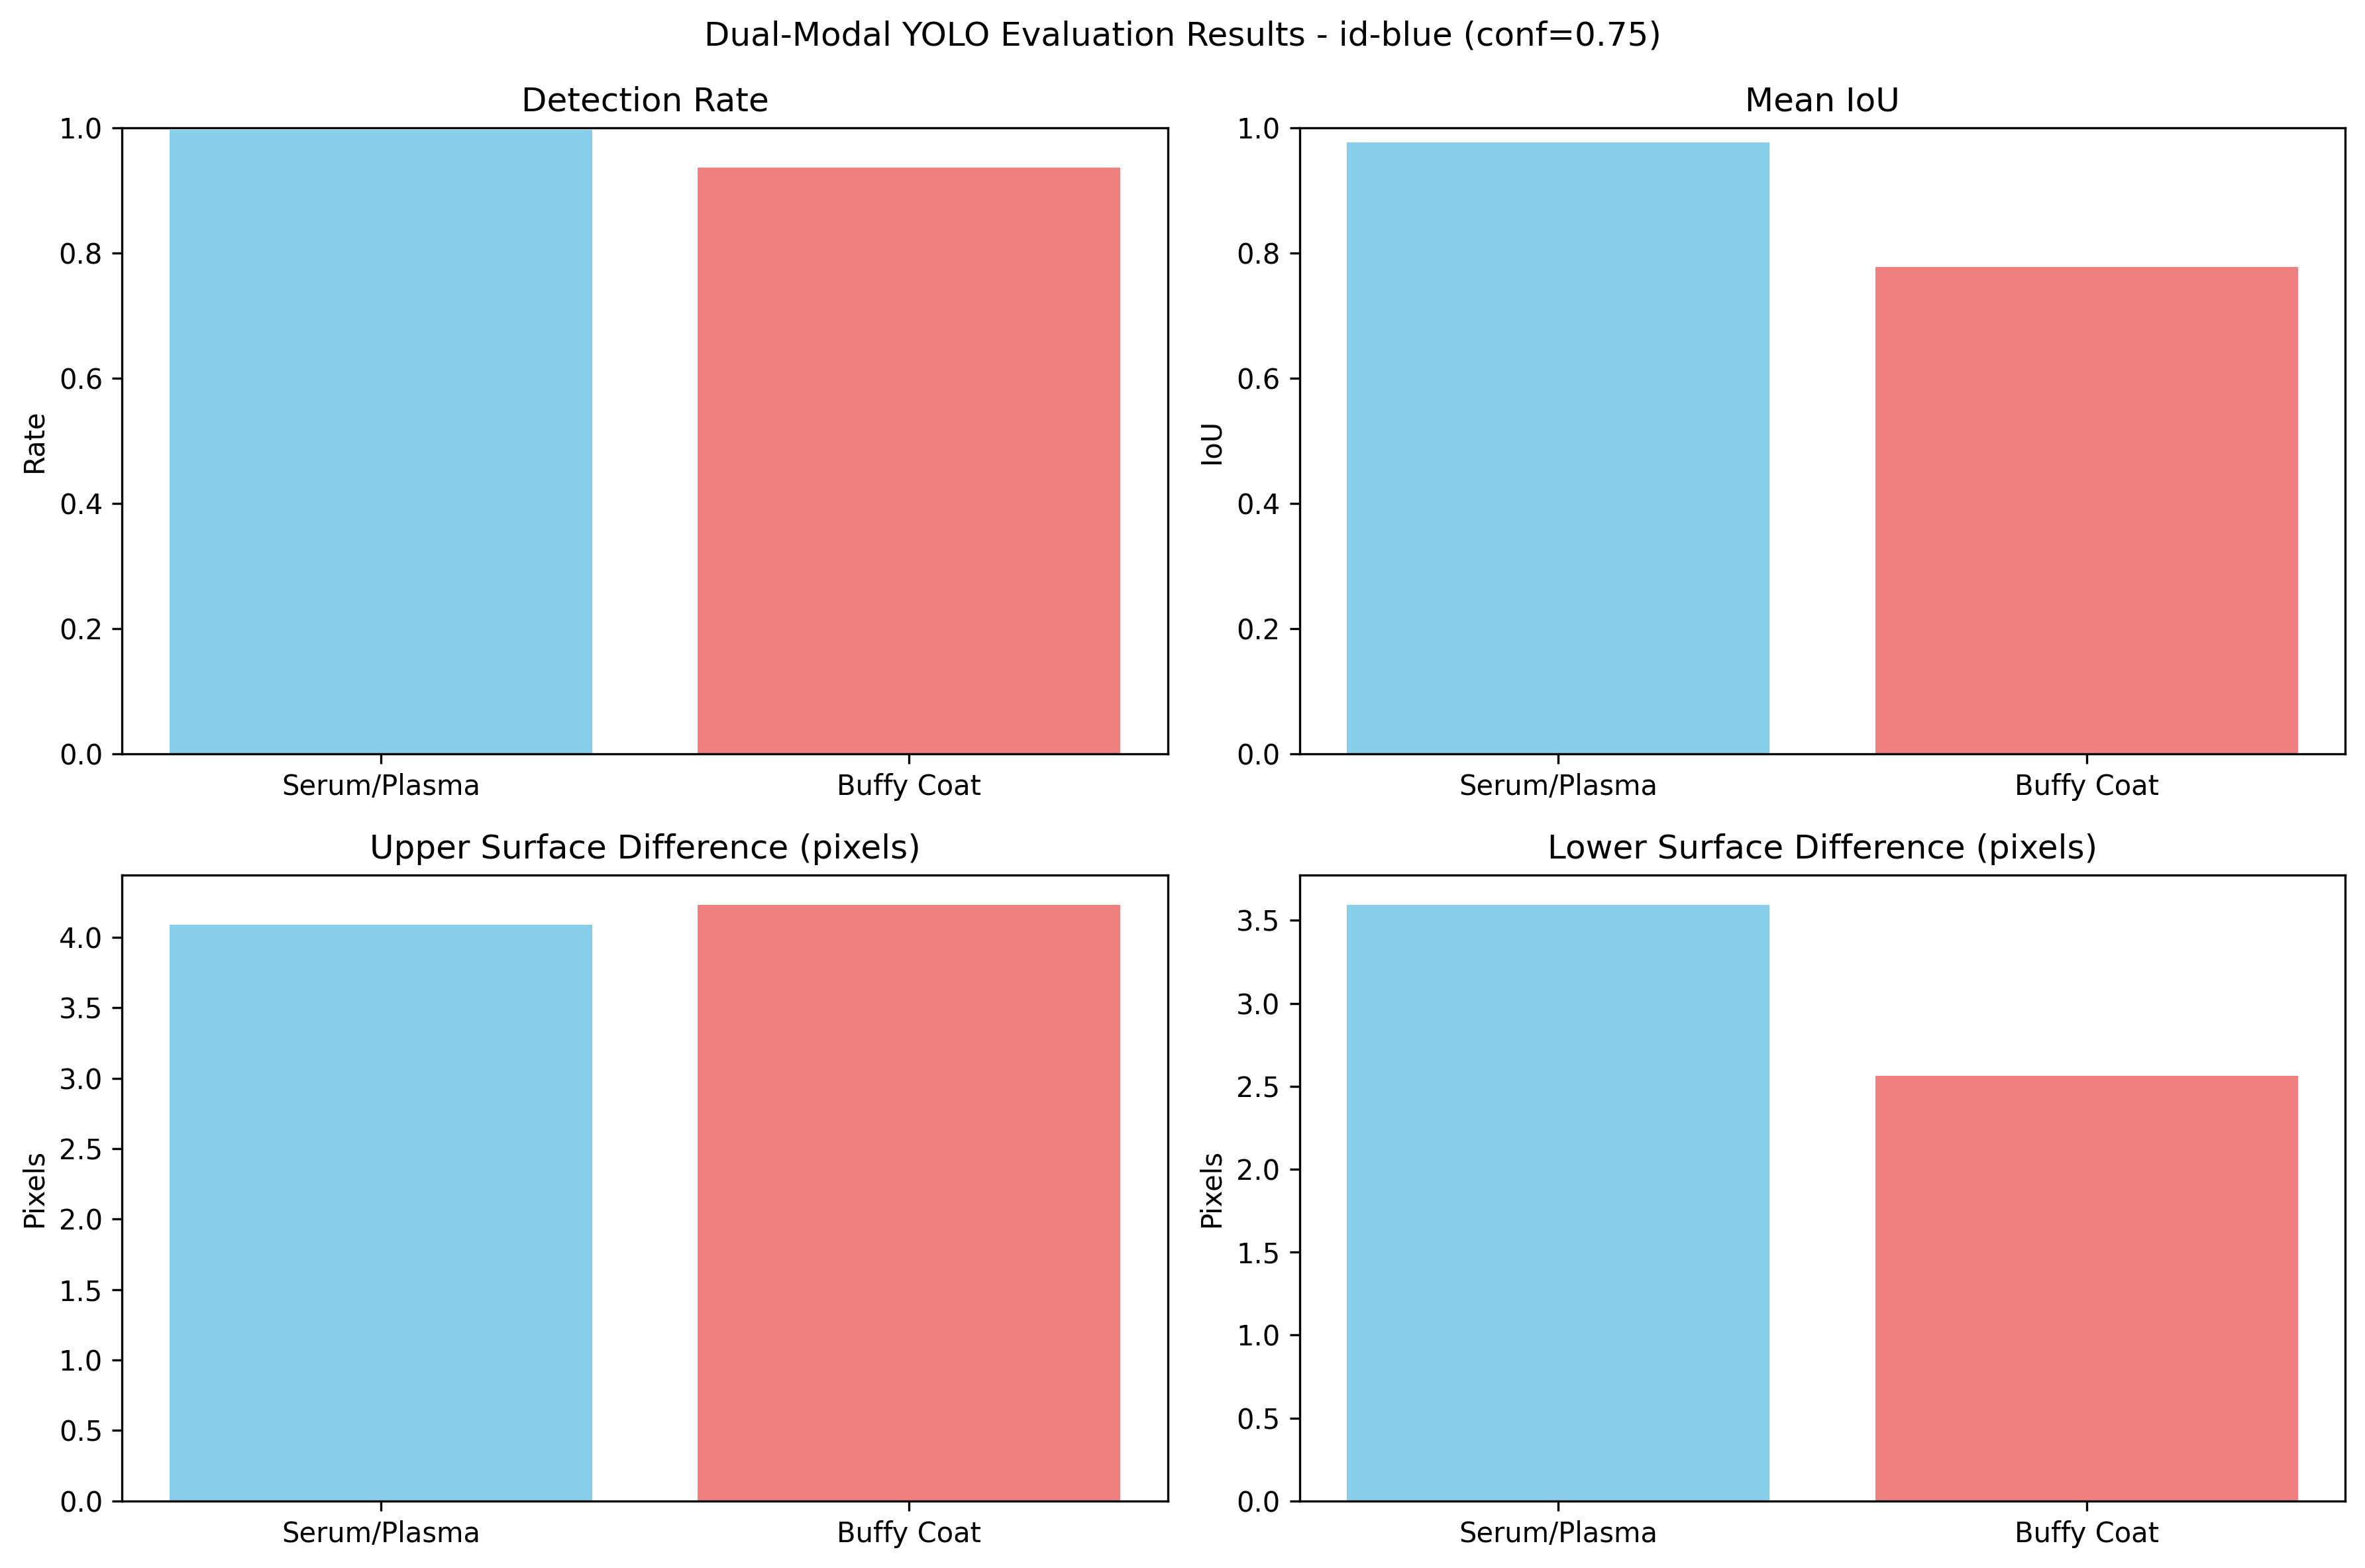 Dual-Modal YOLO Evaluation Results - id-blue (conf=0.75)
Detection Rate
1.0
0.8
0.6
0.4
0.2
0.0
Rate
Serum/Plasma
Buffy Coat
Mean IoU
1.0
0.8
0.6
0.4
0.2
0.0
IoU
Serum/Plasma
Buffy Coat
Upper Surface Difference (pixels)
4.0
3.5
3.0
2.5
2.0
1.5
1.0
0.5
0.0
Pixels
Serum/Plasma
Buffy Coat
Lower Surface Difference (pixels)
3.5
3.0
2.5
2.0
1.5
1.0
0.5
0.0
Pixels
Serum/Plasma
Buffy Coat